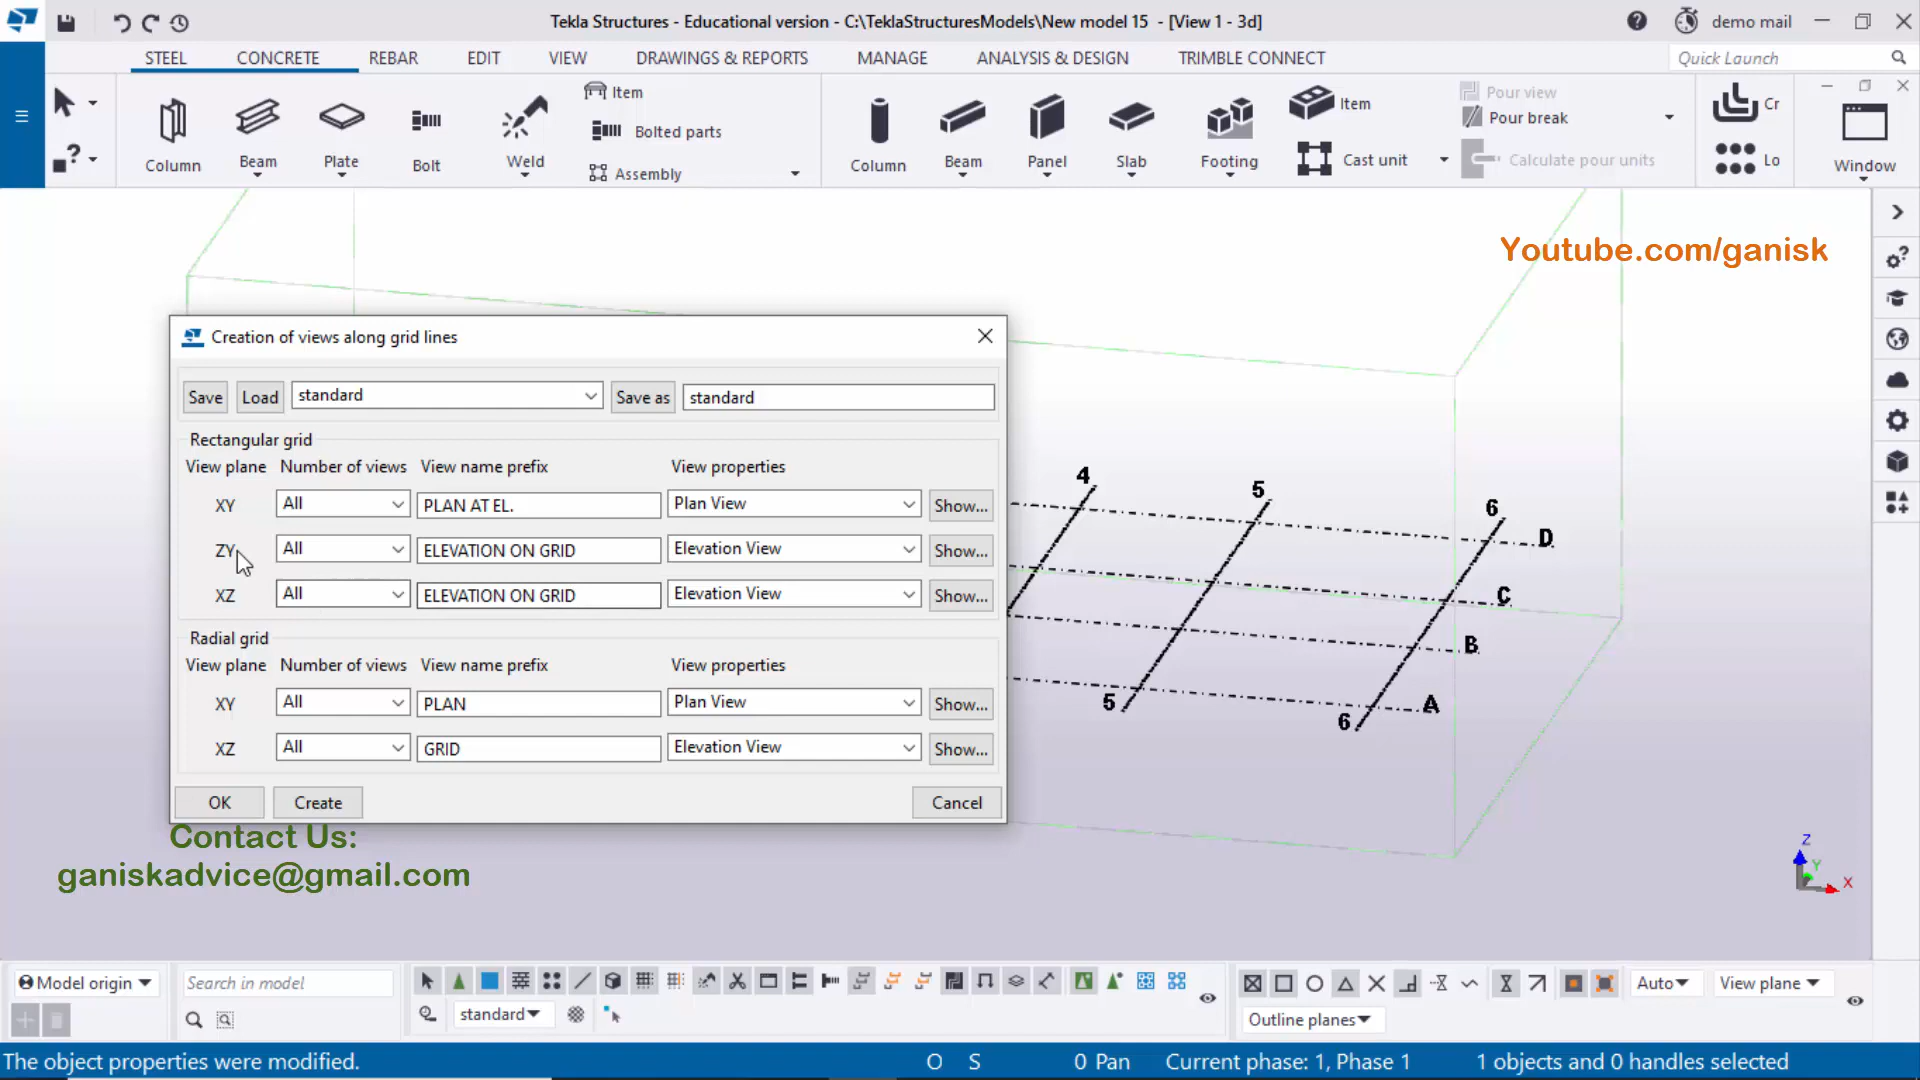 Tekla Structures - Educational version - C:\TeklaStructuresModels\New model 15 - [View 1 - 3d]
demo mail
STEEL CONCRETE REBAR EDIT VIEW DRAWINGS & REPORTS MANAGE ANALYSIS & DESIGN TRIMBLE CONNECT
Quick Launch
Column Beam Plate Bolt Weld
Item
Bolted parts
Assembly
Column Beam Panel Slab Footing
Item
Cast unit
Pour view
Pour break
Calculate pour units
Cr
Lo
Window
Youtube.com/ganisk
Creation of views along grid lines
Save Load standard Save as standard
Rectangular grid
View plane Number of views View name prefix View properties
XY All PLAN AT EL. Plan View Show...
ZY All ELEVATION ON GRID Elevation View Show...
XZ All ELEVATION ON GRID Elevation View Show...
Radial grid
View plane Number of views View name prefix View properties
XY All PLAN Plan View Show...
XZ All GRID Elevation View Show...
OK Create Cancel
4
5
6
D
C
B
A
5
6
Contact Us:
ganiskadvice@gmail.com
Z
Y
X
Model origin
Search in model
standard
Auto
View plane
Outline planes
The object properties were modified.
O S 0 Pan Current phase: 1, Phase 1 1 objects and 0 handles selected